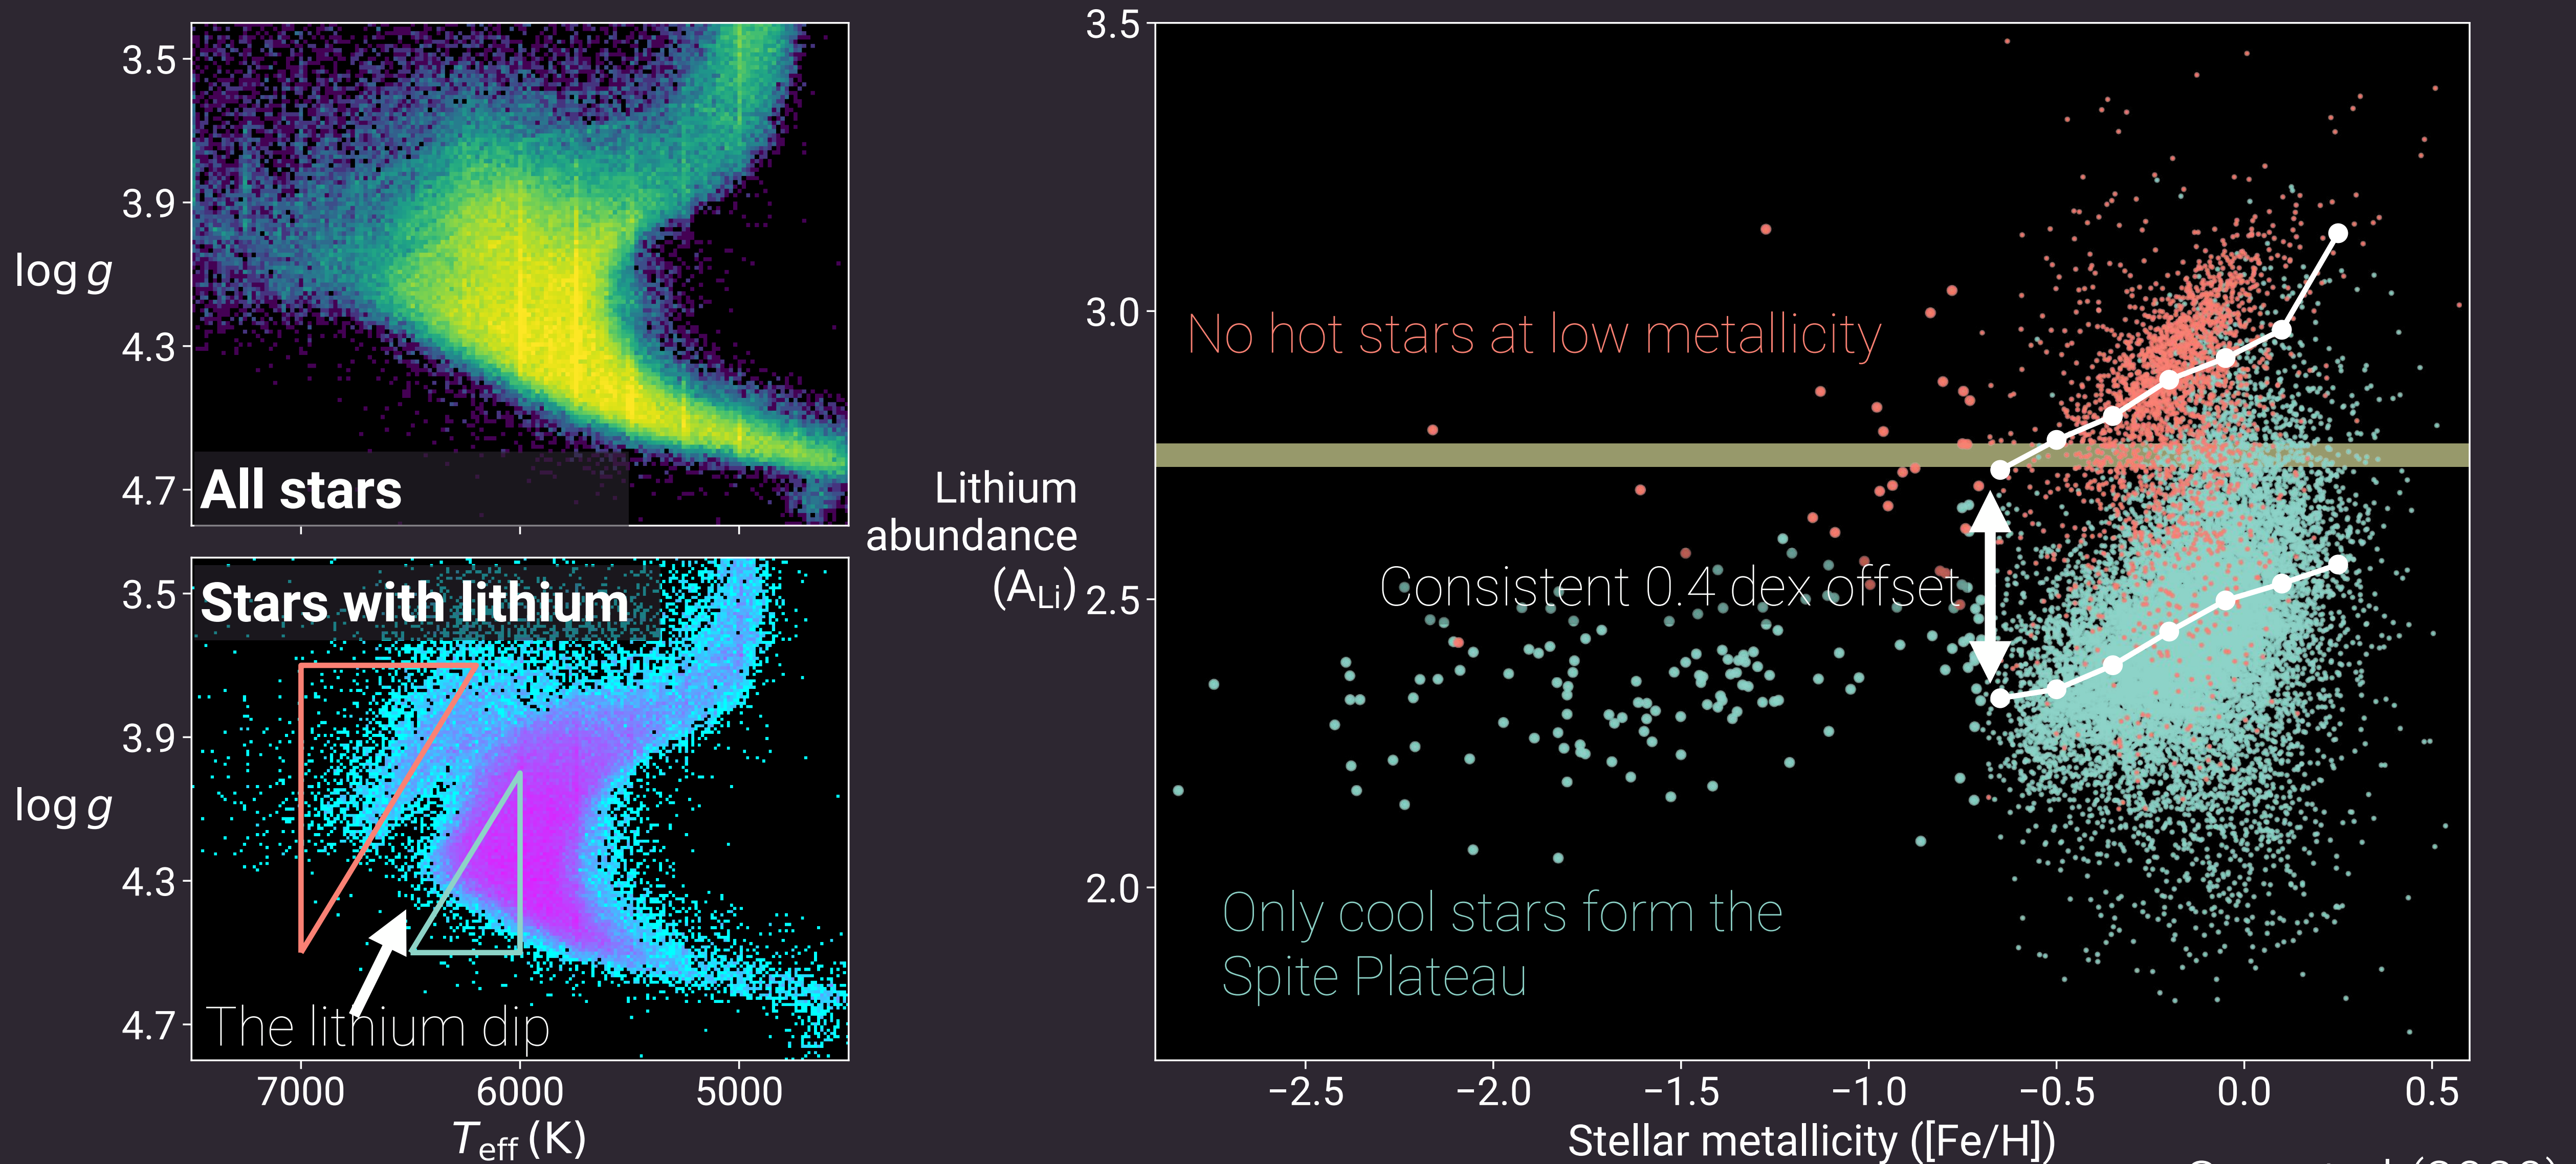 3.5
3.9
log g
4.3
4.7
All stars
3.5
Stars with lithium
3.9
log g
4.3
4.7
The lithium dip
7000 6000 5000
Teff (K)
3.5
3.0
No hot stars at low metallicity
Lithium
abundance
(ALi)
2.5
Consistent 0.4 dex offset
2.0
Only cool stars form the
Spite Plateau
−2.5 −2.0 −1.5 −1.0 −0.5 0.0 0.5
Stellar metallicity ([Fe/H])